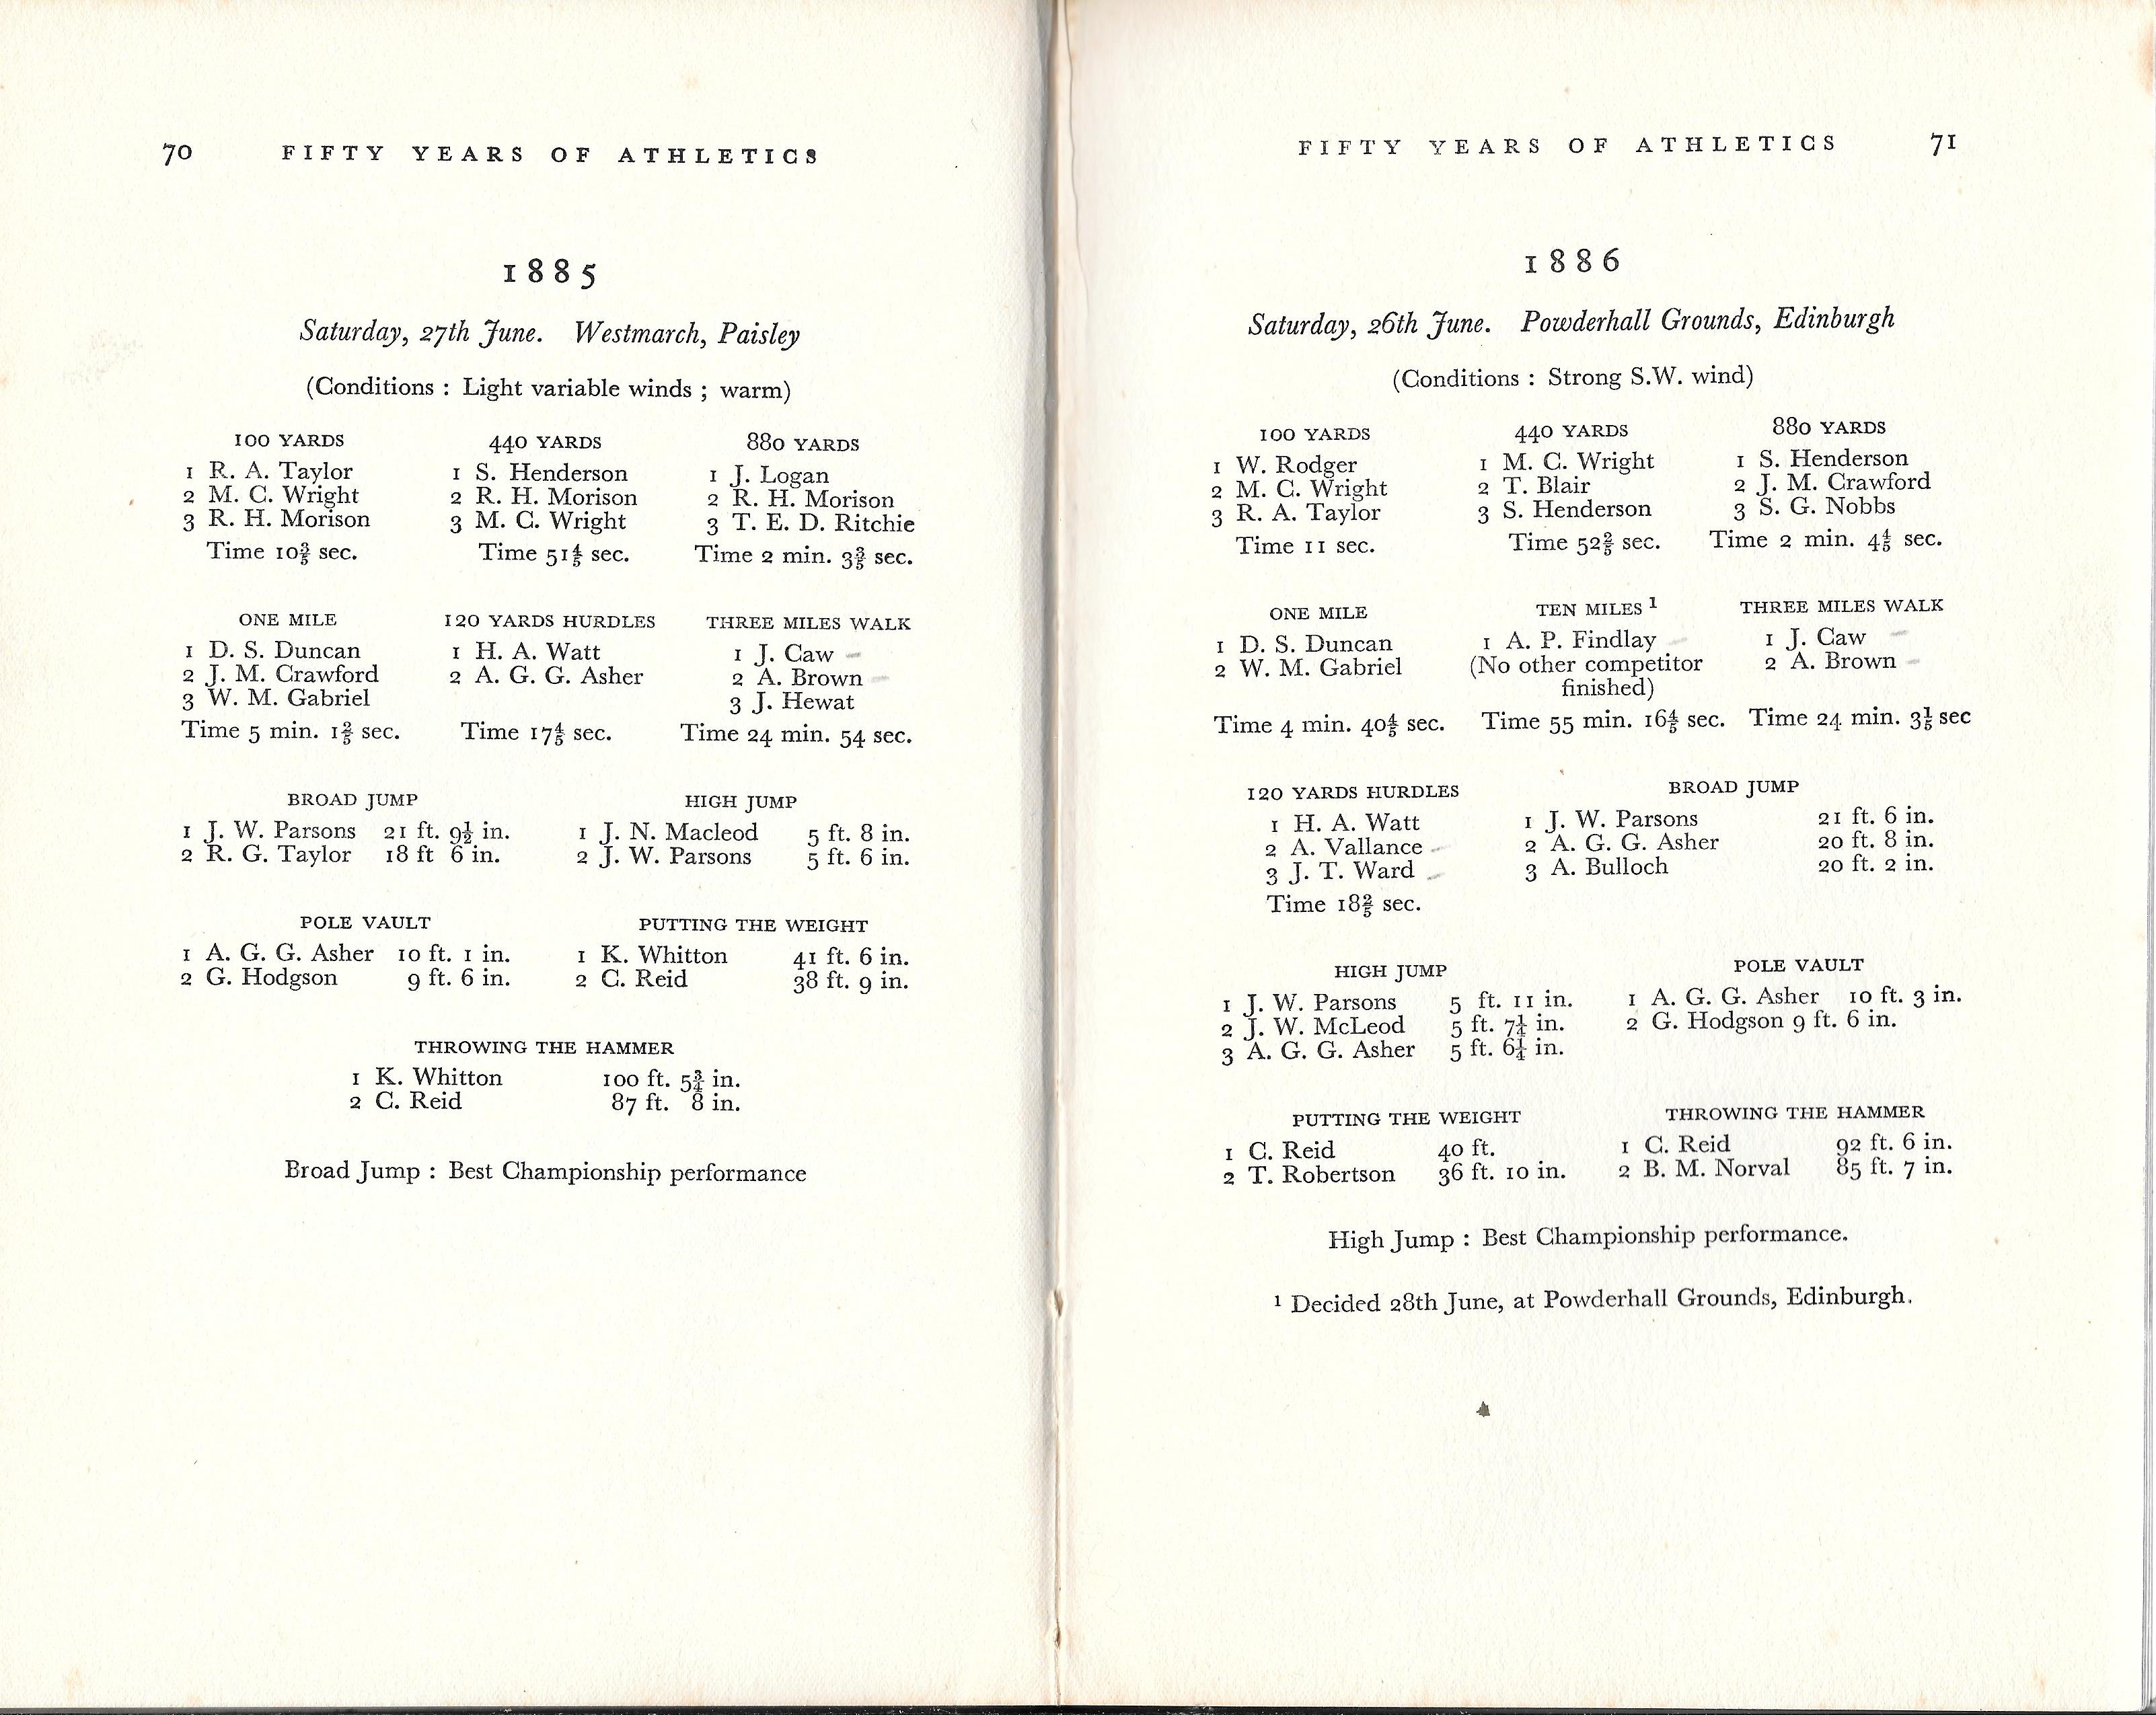 70 FIFTY YEARS OF ATHLETICS
1885
Saturday, 27th June. Westmarch, Paisley
(Conditions : Light variable winds ; warm)
100 YARDS
1 R. A. Taylor
2 M. C. Wright
3 R. H. Morison
Time 10⅗ sec.
440 YARDS
1 S. Henderson
2 R. H. Morison
3 M. C. Wright
Time 51⅘ sec.
880 YARDS
1 J. Logan
2 R. H. Morison
3 T. E. D. Ritchie
Time 2 min. 3⅗ sec.
ONE MILE
1 D. S. Duncan
2 J. M. Crawford
3 W. M. Gabriel
Time 5 min. 1⅖ sec.
120 YARDS HURDLES
1 H. A. Watt
2 A. G. G. Asher
Time 17⅘ sec.
THREE MILES WALK
1 J. Caw
2 A. Brown
3 J. Hewat
Time 24 min. 54 sec.
BROAD JUMP
1 J. W. Parsons 21 ft. 9½ in.
2 R. G. Taylor 18 ft 6 in.
HIGH JUMP
1 J. N. Macleod 5 ft. 8 in.
2 J. W. Parsons 5 ft. 6 in.
POLE VAULT
1 A. G. G. Asher 10 ft. 1 in.
2 G. Hodgson 9 ft. 6 in.
PUTTING THE WEIGHT
1 K. Whitton 41 ft. 6 in.
2 C. Reid 38 ft. 9 in.
THROWING THE HAMMER
1 K. Whitton 100 ft. 5¾ in.
2 C. Reid 87 ft. 8 in.
Broad Jump : Best Championship performance
FIFTY YEARS OF ATHLETICS 71
1886
Saturday, 26th June. Powderhall Grounds, Edinburgh
(Conditions : Strong S.W. wind)
100 YARDS
1 W. Rodger
2 M. C. Wright
3 R. A. Taylor
Time 11 sec.
440 YARDS
1 M. C. Wright
2 T. Blair
3 S. Henderson
Time 52⅖ sec.
880 YARDS
1 S. Henderson
2 J. M. Crawford
3 S. G. Nobbs
Time 2 min. 4⅘ sec.
ONE MILE
1 D. S. Duncan
2 W. M. Gabriel
Time 4 min. 40⅘ sec.
TEN MILES ¹
1 A. P. Findlay
(No other competitor
finished)
Time 55 min. 16⅘ sec.
THREE MILES WALK
1 J. Caw
2 A. Brown
Time 24 min. 3⅕ sec
120 YARDS HURDLES
1 H. A. Watt
2 A. Vallance
3 J. T. Ward
Time 18⅖ sec.
BROAD JUMP
1 J. W. Parsons 21 ft. 6 in.
2 A. G. G. Asher 20 ft. 8 in.
3 A. Bulloch 20 ft. 2 in.
HIGH JUMP
1 J. W. Parsons 5 ft. 11 in.
2 J. W. McLeod 5 ft. 7¼ in.
3 A. G. G. Asher 5 ft. 6¼ in.
POLE VAULT
1 A. G. G. Asher 10 ft. 3 in.
2 G. Hodgson 9 ft. 6 in.
PUTTING THE WEIGHT
1 C. Reid 40 ft.
2 T. Robertson 36 ft. 10 in.
THROWING THE HAMMER
1 C. Reid 92 ft. 6 in.
2 B. M. Norval 85 ft. 7 in.
High Jump : Best Championship performance.
¹ Decided 28th June, at Powderhall Grounds, Edinburgh.